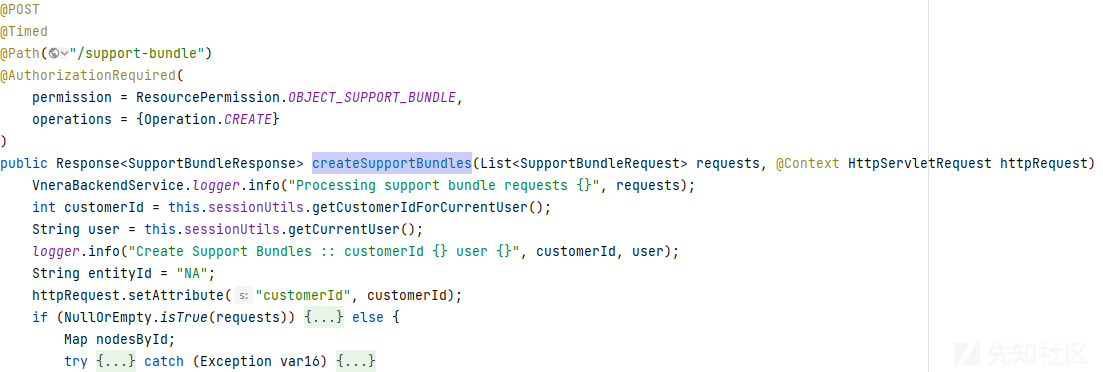 @POST
@Timed
@Path("/support-bundle")
@AuthorizationRequired(
    permission = ResourcePermission.OBJECT_SUPPORT_BUNDLE,
    operations = {Operation.CREATE}
)
public Response<SupportBundleResponse> createSupportBundles(List<SupportBundleRequest> requests, @Context HttpServletRequest httpRequest)
    VneraBackendService.logger.info("Processing support bundle requests {}", requests);
    int customerId = this.sessionUtils.getCustomerIdForCurrentUser();
    String user = this.sessionUtils.getCurrentUser();
    logger.info("Create Support Bundles :: customerId {} user {}", customerId, user);
    String entityId = "NA";
    httpRequest.setAttribute( s: "customerId", customerId);
    if (NullOrEmpty.isTrue(requests)) {...} else {
        Map nodesById;
        try {...} catch (Exception var16) {...}
先知社区